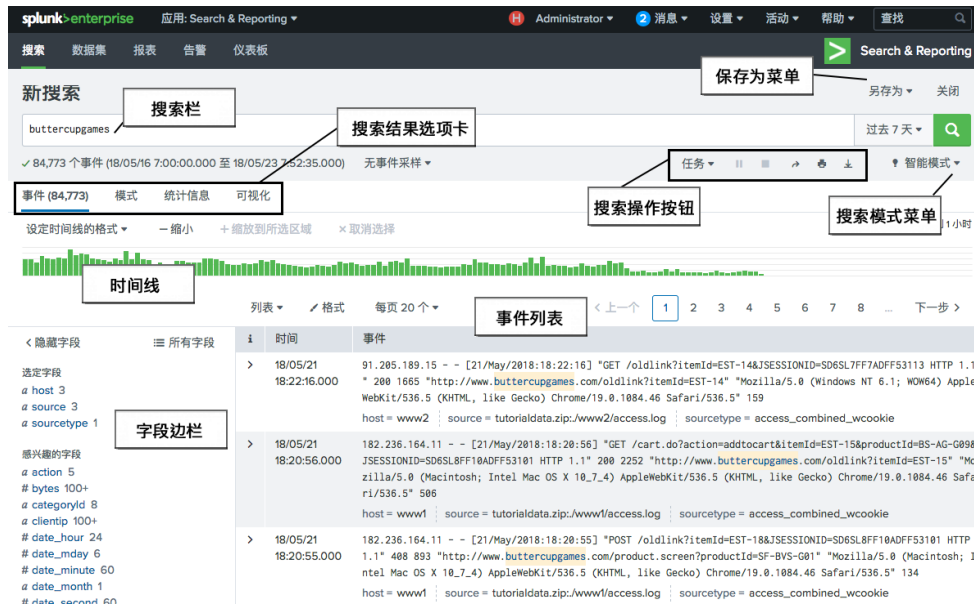 splunk>enterprise 应用: Search & Reporting H Administrator 2 消息 设置 活动 帮助 查找
搜索 数据集 报表 告警 仪表板 Search & Reporting
保存为菜单
新搜索 另存为 关闭
搜索栏
搜索结果选项卡
buttercupgames 过去 7 天
84,773 个事件 (18/05/16 7:00:00.000 至 18/05/23 7:52:35.000) 无事件采样 任务 智能模式
事件 (84,773) 模式 统计信息 可视化
搜索操作按钮
搜索模式菜单
设定时间线的格式 − 缩小 + 缩放到所选区域 × 取消选择 1 小时
时间线
列表 格式 每页 20 个 上一个 1 2 3 4 5 6 7 8 ... 下一步
事件列表
隐藏字段 所有字段 i 时间 事件
选定字段
a host 3
a source 3
a sourcetype 1
字段边栏
感兴趣的字段
a action 5
# bytes 100+
a categoryId 8
a clientip 100+
# date_hour 24
# date_mday 6
# date_minute 60
a date_month 1
# date_second 60
18/05/21
18:22:16.000
91.205.189.15 - - [21/May/2018:18:22:16] "GET /oldlink?itemId=EST-14&JSESSIONID=SD6SL7FF7ADFF53113 HTTP 1.1
" 200 1665 "http://www.buttercupgames.com/oldlink?itemId=EST-14" "Mozilla/5.0 (Windows NT 6.1; WOW64) Apple
WebKit/536.5 (KHTML, like Gecko) Chrome/19.0.1084.46 Safari/536.5" 159
host = www2 source = tutorialdata.zip:/www2/access.log sourcetype = access_combined_wcookie
18/05/21
18:20:56.000
182.236.164.11 - - [21/May/2018:18:20:56] "GET /cart.do?action=addtocart&itemId=EST-15&productId=BS-AG-G09&
JSESSIONID=SD6SL8FF10ADFF53101 HTTP 1.1" 200 2252 "http://www.buttercupgames.com/oldlink?itemId=EST-15" "Mo
zilla/5.0 (Macintosh; Intel Mac OS X 10_7_4) AppleWebKit/536.5 (KHTML, like Gecko) Chrome/19.0.1084.46 Safa
ri/536.5" 506
host = www1 source = tutorialdata.zip:/www1/access.log sourcetype = access_combined_wcookie
18/05/21
18:20:55.000
182.236.164.11 - - [21/May/2018:18:20:55] "POST /oldlink?itemId=EST-18&JSESSIONID=SD6SL8FF10ADFF53101 HTTP
1.1" 408 893 "http://www.buttercupgames.com/product.screen?productId=SF-BVS-G01" "Mozilla/5.0 (Macintosh; I
ntel Mac OS X 10_7_4) AppleWebKit/536.5 (KHTML, like Gecko) Chrome/19.0.1084.46 Safari/536.5" 134
host = www1 source = tutorialdata.zip:/www1/access.log sourcetype = access_combined_wcookie